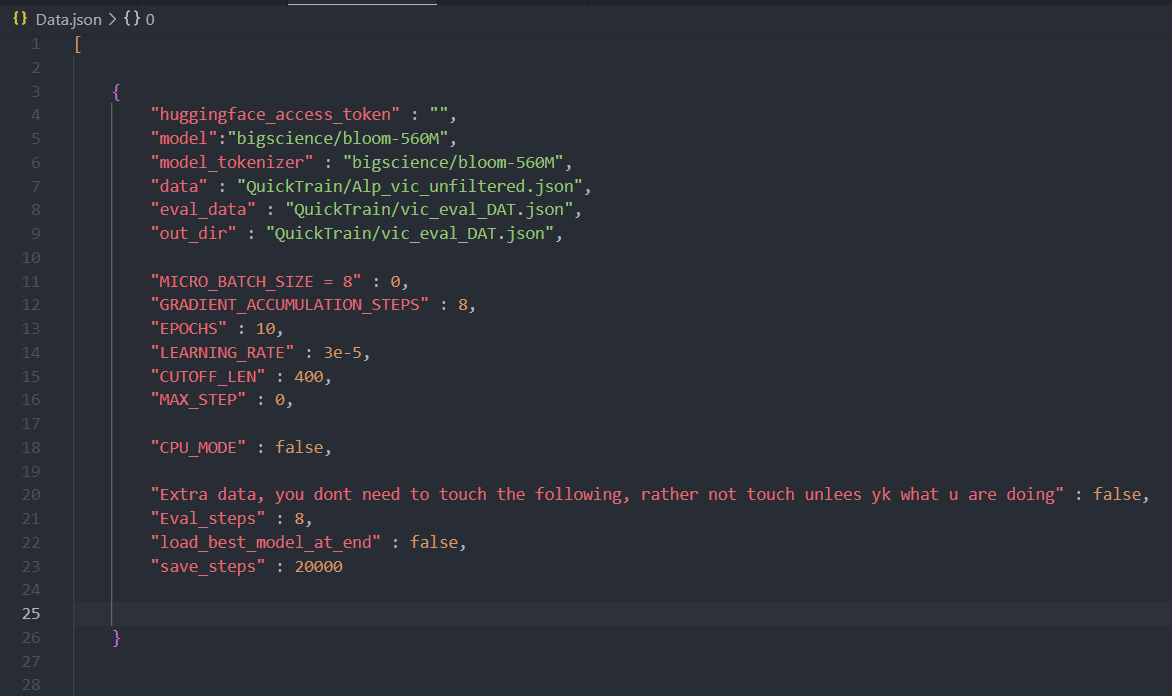 {} Data.json > {} 0
1 [
2
3 {
4 "huggingface_access_token" : "",
5 "model":"bigscience/bloom-560M",
6 "model_tokenizer" : "bigscience/bloom-560M",
7 "data" : "QuickTrain/Alp_vic_unfiltered.json",
8 "eval_data" : "QuickTrain/vic_eval_DAT.json",
9 "out_dir" : "QuickTrain/vic_eval_DAT.json",
10
11 "MICRO_BATCH_SIZE = 8" : 0,
12 "GRADIENT_ACCUMULATION_STEPS" : 8,
13 "EPOCHS" : 10,
14 "LEARNING_RATE" : 3e-5,
15 "CUTOFF_LEN" : 400,
16 "MAX_STEP" : 0,
17
18 "CPU_MODE" : false,
19
20 "Extra data, you dont need to touch the following, rather not touch unlees yk what u are doing" : false,
21 "Eval_steps" : 8,
22 "load_best_model_at_end" : false,
23 "save_steps" : 20000
24
25
26 }
27
28